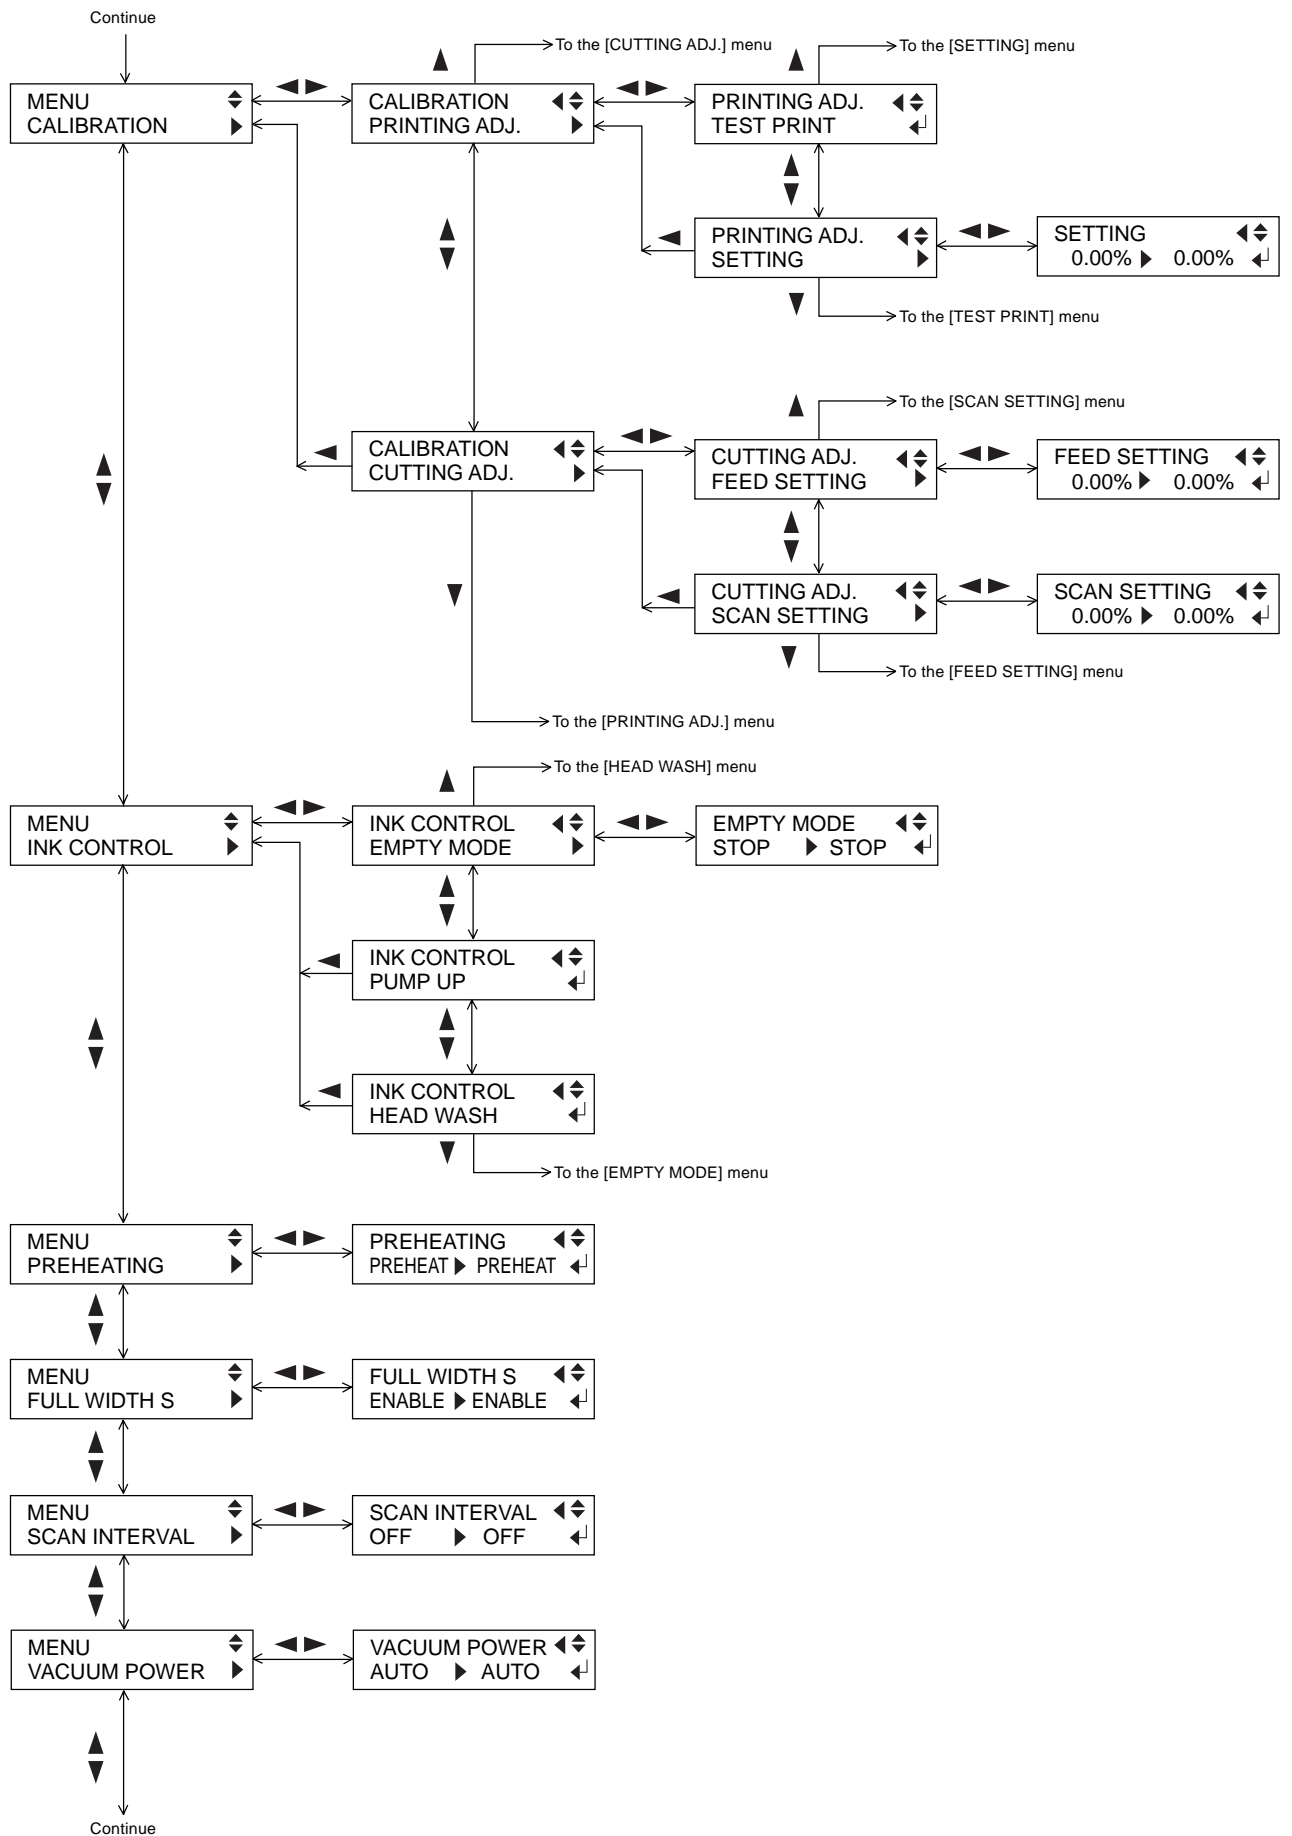 Continue
To the [CUTTING ADJ.] menu
To the [SETTING] menu
MENU
CALIBRATION
CALIBRATION
PRINTING ADJ.
PRINTING ADJ.
TEST PRINT
PRINTING ADJ.
SETTING
SETTING
0.00% 0.00%
To the [TEST PRINT] menu
To the [SCAN SETTING] menu
CALIBRATION
CUTTING ADJ.
CUTTING ADJ.
FEED SETTING
FEED SETTING
0.00% 0.00%
CUTTING ADJ.
SCAN SETTING
SCAN SETTING
0.00% 0.00%
To the [FEED SETTING] menu
To the [PRINTING ADJ.] menu
To the [HEAD WASH] menu
MENU
INK CONTROL
INK CONTROL
EMPTY MODE
EMPTY MODE
STOP STOP
INK CONTROL
PUMP UP
INK CONTROL
HEAD WASH
To the [EMPTY MODE] menu
MENU
PREHEATING
PREHEATING
PREHEAT PREHEAT
MENU
FULL WIDTH S
FULL WIDTH S
ENABLE ENABLE
MENU
SCAN INTERVAL
SCAN INTERVAL
OFF OFF
MENU
VACUUM POWER
VACUUM POWER
AUTO AUTO
Continue